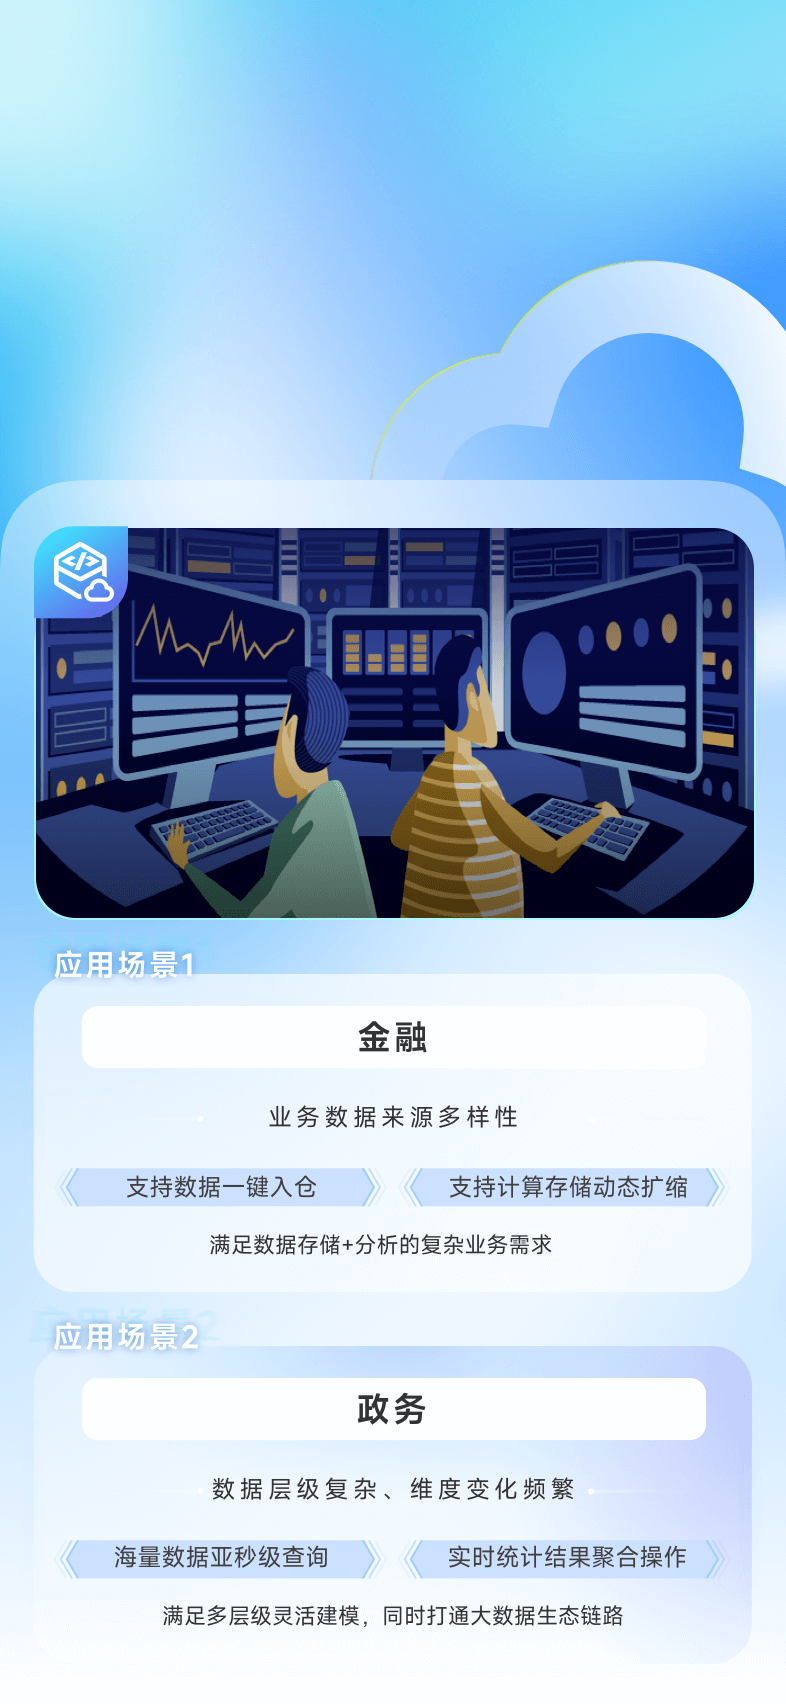 应用场景1
金融
业务数据来源多样性
支持数据一键入仓
支持计算存储动态扩缩
满足数据存储+分析的复杂业务需求
应用场景2
政务
数据层级复杂、维度变化频繁
海量数据亚秒级查询
实时统计结果聚合操作
满足多层级灵活建模，同时打通大数据生态链路